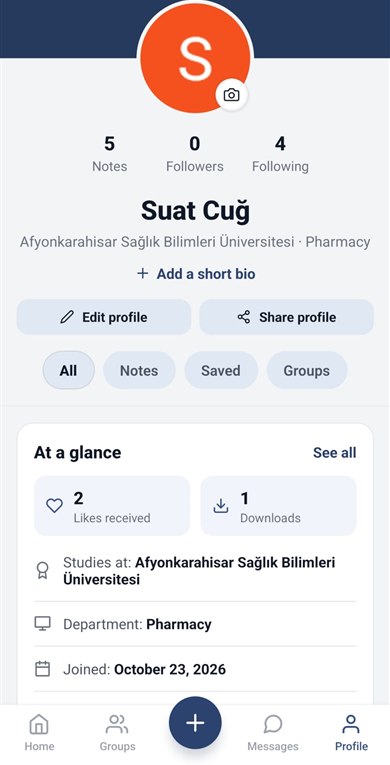 S
5 0 4
Notes Followers Following
Suat Cuğ
Afyonkarahisar Sağlık Bilimleri Üniversitesi · Pharmacy
+ Add a short bio
Edit profile Share profile
All Notes Saved Groups
At a glance See all
2 1
Likes received Downloads
Studies at: Afyonkarahisar Sağlık Bilimleri
Üniversitesi
Department: Pharmacy
Joined: October 23, 2026
Home Groups Messages Profile